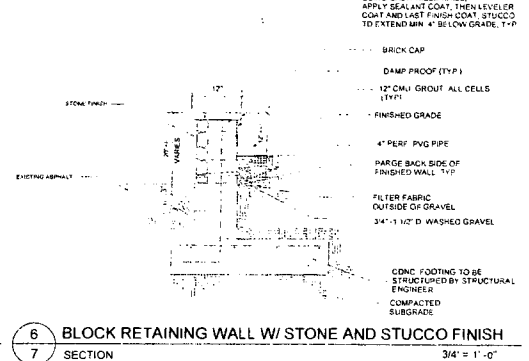 APPLY SEALANT COAT, THEN LEVELER
COAT AND LAST FINISH COAT, STUCCO
TO EXTEND MIN 4" BELOW GRADE, TYP
BRICK CAP
DAMP PROOF (TYP)
12" CMU GROUT ALL CELLS
(TYP)
FINISHED GRADE
4" PERF PVG PIPE
PARGE BACK SIDE OF
FINISHED WALL TYP
FILTER FABRIC
OUTSIDE OF GRAVEL
3/4"-1 1/2" D WASHED GRAVEL
CONC FOOTING TO BE
STRUCTURED BY STRUCTURAL
ENGINEER
COMPACTED
SUBGRADE
12"
STONE FINISH
VARIES
EXISTING ASPHALT
6
7
BLOCK RETAINING WALL W/ STONE AND STUCCO FINISH
SECTION
3/4" = 1'-0"